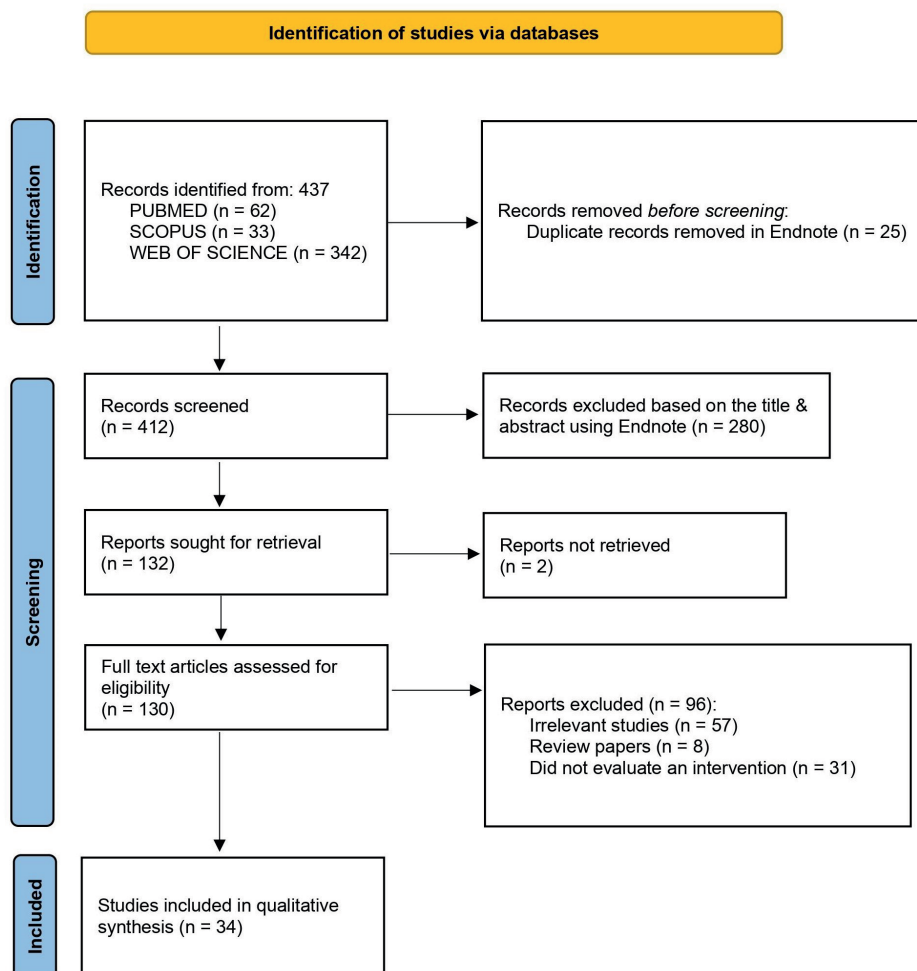 Identification of studies via databases
Identification
Records identified from: 437
PUBMED (n = 62)
SCOPUS (n = 33)
WEB OF SCIENCE (n = 342)
Records removed before screening:
Duplicate records removed in Endnote (n = 25)
Screening
Records screened
(n = 412)
Records excluded based on the title &
abstract using Endnote (n = 280)
Reports sought for retrieval
(n = 132)
Reports not retrieved
(n = 2)
Full text articles assessed for
eligibility
(n = 130)
Reports excluded (n = 96):
Irrelevant studies (n = 57)
Review papers (n = 8)
Did not evaluate an intervention (n = 31)
Included
Studies included in qualitative
synthesis (n = 34)